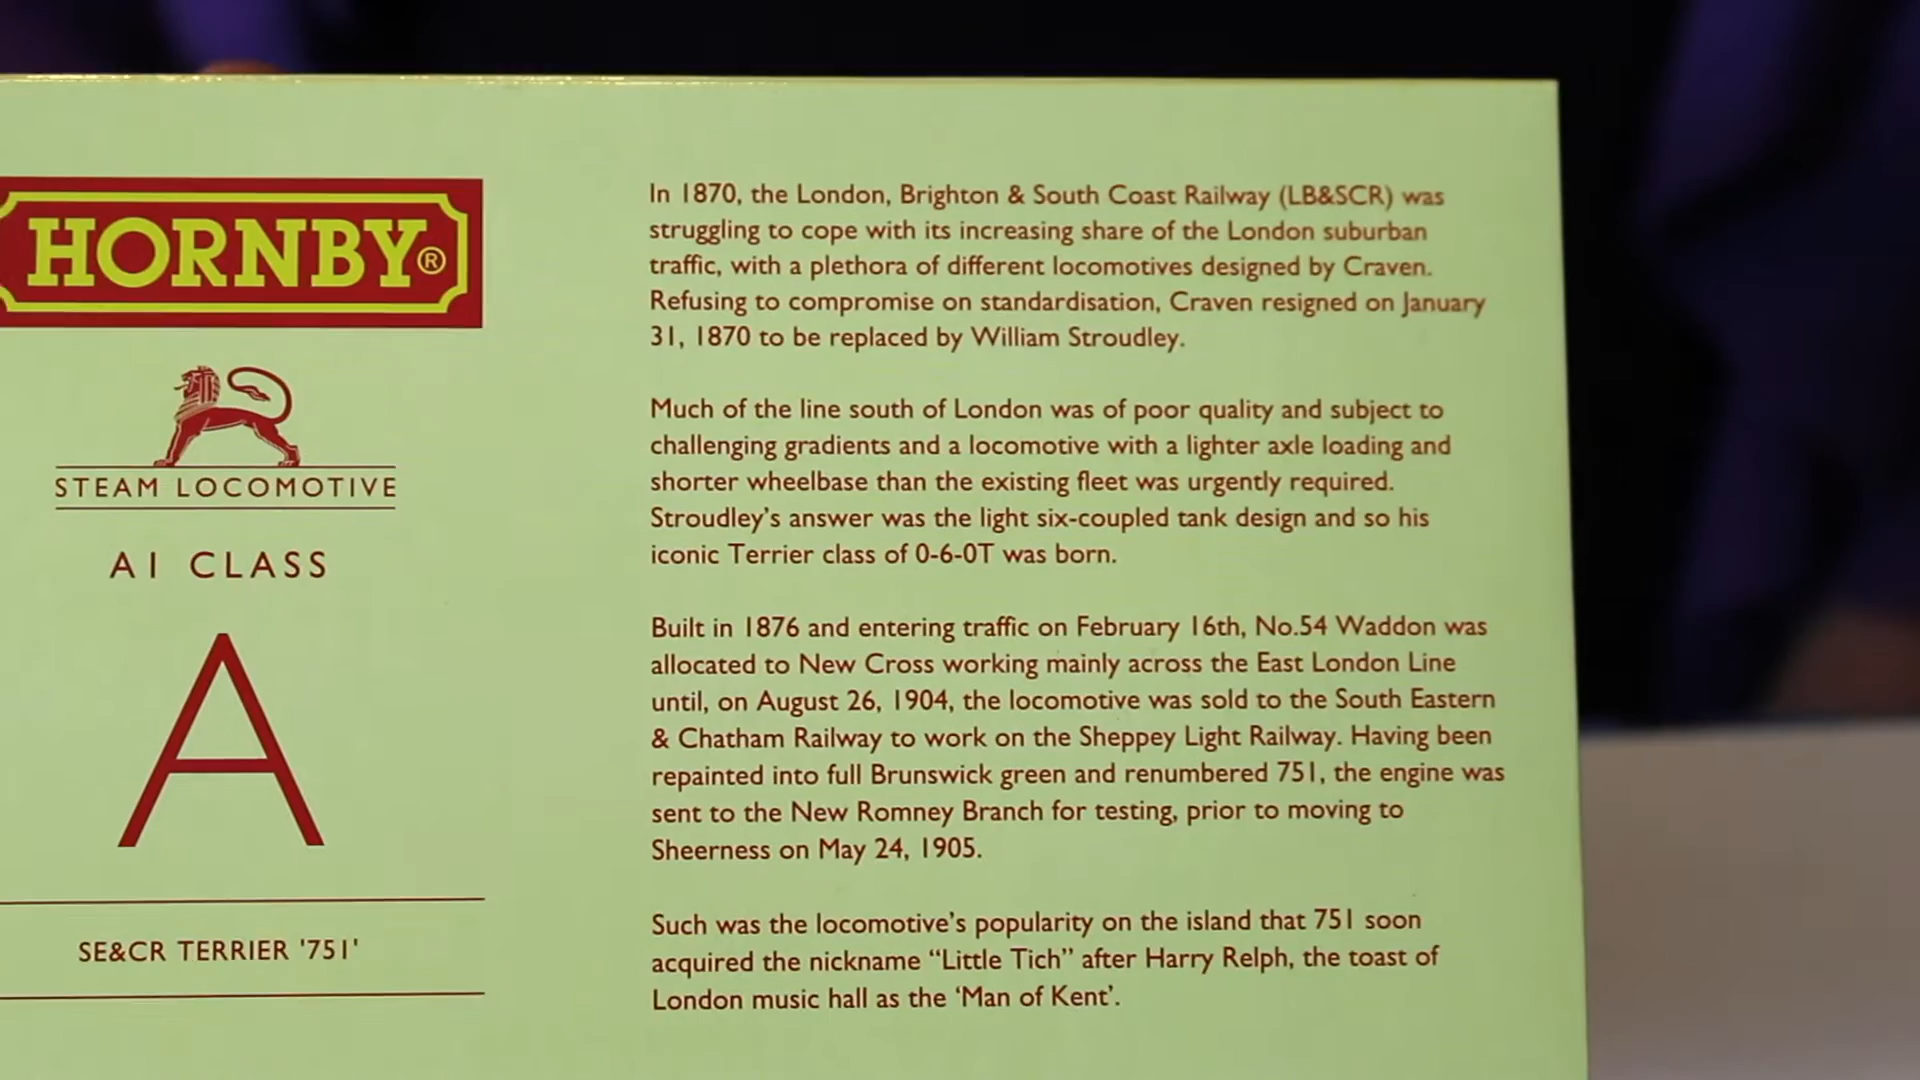 HORNBY®
STEAM LOCOMOTIVE
A1 CLASS
A
SE&CR TERRIER '751'
In 1870, the London, Brighton & South Coast Railway (LB&SCR) was
struggling to cope with its increasing share of the London suburban
traffic, with a plethora of different locomotives designed by Craven.
Refusing to compromise on standardisation, Craven resigned on January
31, 1870 to be replaced by William Stroudley.
Much of the line south of London was of poor quality and subject to
challenging gradients and a locomotive with a lighter axle loading and
shorter wheelbase than the existing fleet was urgently required.
Stroudley's answer was the light six-coupled tank design and so his
iconic Terrier class of 0-6-0T was born.
Built in 1876 and entering traffic on February 16th, No.54 Waddon was
allocated to New Cross working mainly across the East London Line
until, on August 26, 1904, the locomotive was sold to the South Eastern
& Chatham Railway to work on the Sheppey Light Railway. Having been
repainted into full Brunswick green and renumbered 751, the engine was
sent to the New Romney Branch for testing, prior to moving to
Sheerness on May 24, 1905.
Such was the locomotive's popularity on the island that 751 soon
acquired the nickname “Little Tich” after Harry Relph, the toast of
London music hall as the ‘Man of Kent’.